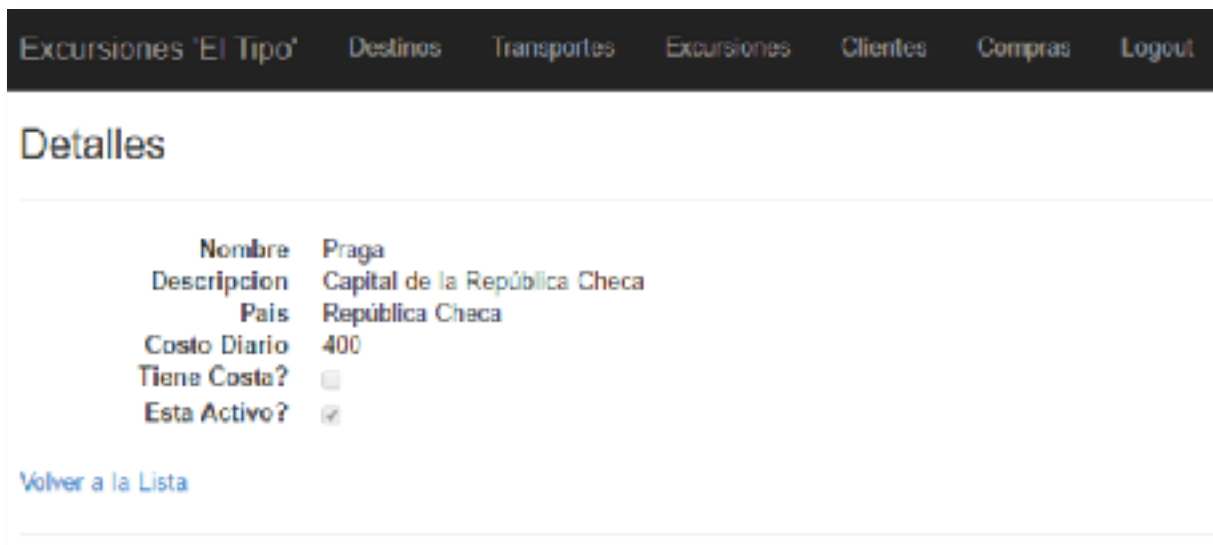 Excursiones 'El Tipo' Destinos Transportes Excursiones Clientes Compras Logout
Detalles
Nombre Praga
Descripcion Capital de la República Checa
Pais República Checa
Costo Diario 400
Tiene Costa?
Esta Activo?
Volver a la Lista